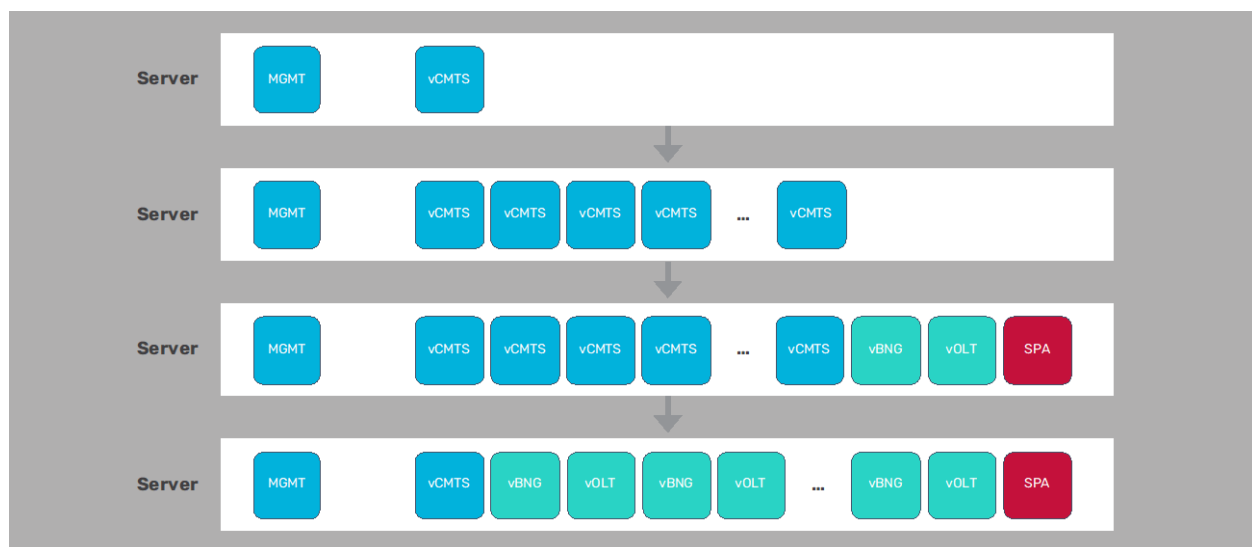 Server MGMT vCMTS
Server MGMT vCMTS vCMTS vCMTS vCMTS ... vCMTS
Server MGMT vCMTS vCMTS vCMTS vCMTS ... vCMTS vBNG vOLT SPA
Server MGMT vCMTS vBNG vOLT vBNG vOLT ... vBNG vOLT SPA